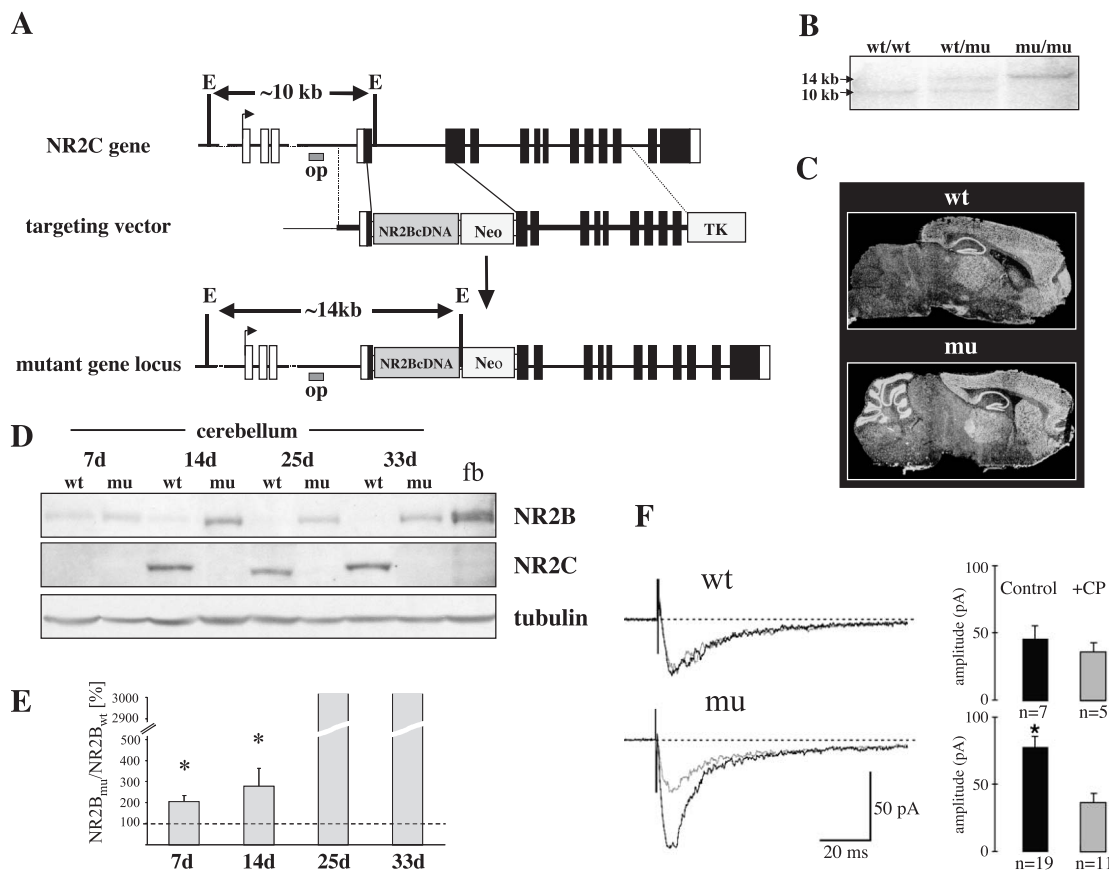 A
E
~10 kb
E
NR2C gene
op
targeting vector
NR2BcDNA
Neo
TK
E
~14kb
E
mutant gene locus
NR2BcDNA
Neo
op
B
wt/wt wt/mu mu/mu
14 kb
10 kb
C
wt
mu
D
cerebellum
7d 14d 25d 33d
wt mu wt mu wt mu wt mu fb
NR2B
NR2C
tubulin
E
NR2Bmu/NR2Bwt [%]
3000
2900
500
400
300
200
100
* *
7d 14d 25d 33d
F
wt
mu
50 pA
20 ms
amplitude (pA)
100
50
0
Control +CP
n=7 n=5
amplitude (pA)
100
50
0
*
n=19 n=11